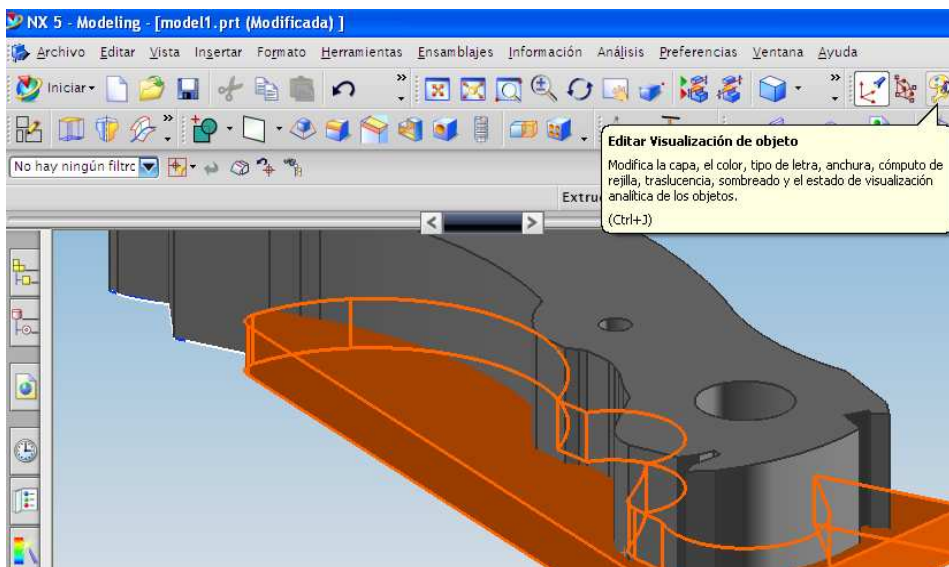 NX 5 - Modeling - [model1.prt (Modificada) ]
Archivo Editar Vista Insertar Formato Herramientas Ensamblajes Información Análisis Preferencias Ventana Ayuda
Iniciar
Editar Visualización de objeto
No hay ningún filtrc
Modifica la capa, el color, tipo de letra, anchura, cómputo de
rejilla, traslucencia, sombreado y el estado de visualización
analítica de los objetos.
Extru
(Ctrl+J)